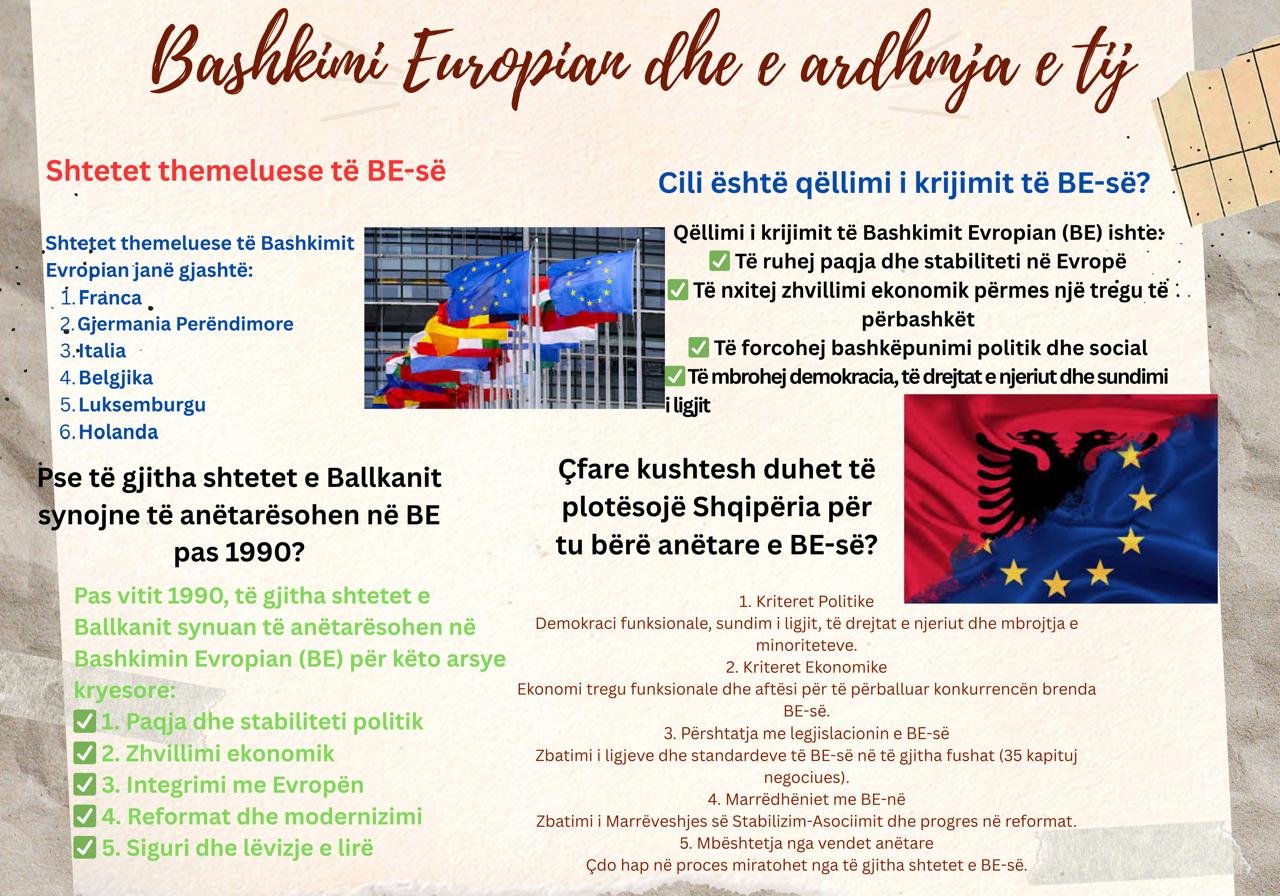 Bashkimi Europian dhe e ardhmja e tij
Shtetet themeluese të BE-së
Shtetet themeluese të Bashkimit
Evropian janë gjashtë:
1. Franca
2. Gjermania Perëndimore
3. Italia
4. Belgjika
5. Luksemburgu
6. Holanda
Cili është qëllimi i krijimit të BE-së?
Qëllimi i krijimit të Bashkimit Evropian (BE) ishte:
✅ Të ruhej paqja dhe stabiliteti në Evropë
✅ Të nxitej zhvillimi ekonomik përmes një tregu të
përbashkët
✅ Të forcohej bashkëpunimi politik dhe social
✅ Të mbrohej demokracia, të drejtat e njeriut dhe sundimi
i ligjit
Pse të gjitha shtetet e Ballkanit
synojne të anëtarësohen në BE
pas 1990?
Pas vitit 1990, të gjitha shtetet e
Ballkanit synuan të anëtarësohen në
Bashkimin Evropian (BE) për këto arsye
kryesore:
✅ 1. Paqja dhe stabiliteti politik
✅ 2. Zhvillimi ekonomik
✅ 3. Integrimi me Evropën
✅ 4. Reformat dhe modernizimi
✅ 5. Siguri dhe lëvizje e lirë
Çfare kushtesh duhet të
plotësojë Shqipëria për
tu bërë anëtare e BE-së?
1. Kriteret Politike
Demokraci funksionale, sundim i ligjit, të drejtat e njeriut dhe mbrojtja e
minoriteteve.
2. Kriteret Ekonomike
Ekonomi tregu funksionale dhe aftësi për të përballuar konkurrencën brenda
BE-së.
3. Përshtatja me legjislacionin e BE-së
Zbatimi i ligjeve dhe standardeve të BE-së në të gjitha fushat (35 kapituj
negociues).
4. Marrëdhëniet me BE-në
Zbatimi i Marrëveshjes së Stabilizim-Asociimit dhe progres në reformat.
5. Mbështetja nga vendet anëtare
Çdo hap në proces miratohet nga të gjitha shtetet e BE-së.